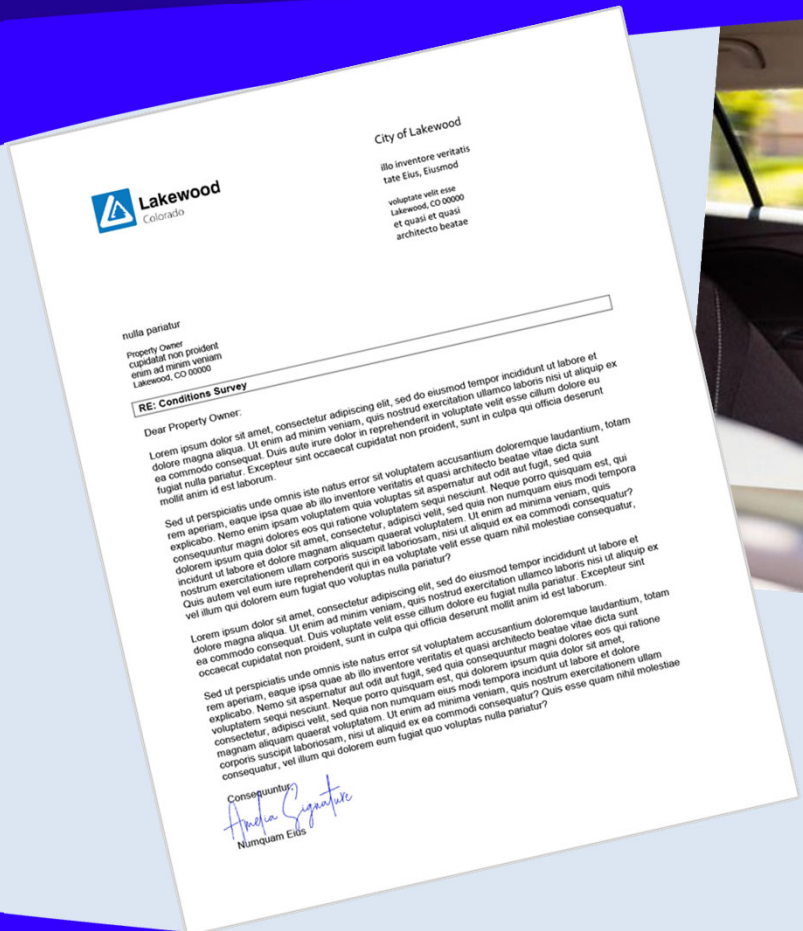 Lakewood
Colorado
City of Lakewood
illo inventore veritatis
tate Eius, Eiusmod
voluptate velit esse
Lakewood, CO 00000
et quasi et quasi
architecto beatae
nulla pariatur
Property Owner
cupidatat non proident
enim ad minim veniam
Lakewood, CO 00000
RE: Conditions Survey
Dear Property Owner:
Lorem ipsum dolor sit amet, consectetur adipiscing elit, sed do eiusmod tempor incididunt ut labore et
dolore magna aliqua. Ut enim ad minim veniam, quis nostrud exercitation ullamco laboris nisi ut aliquip ex
ea commodo consequat. Duis aute irure dolor in reprehenderit in voluptate velit esse cillum dolore eu
fugiat nulla pariatur. Excepteur sint occaecat cupidatat non proident, sunt in culpa qui officia deserunt
mollit anim id est laborum.
Sed ut perspiciatis unde omnis iste natus error sit voluptatem accusantium doloremque laudantium, totam
rem aperiam, eaque ipsa quae ab illo inventore veritatis et quasi architecto beatae vitae dicta sunt
explicabo. Nemo enim ipsam voluptatem quia voluptas sit aspernatur aut odit aut fugit, sed quia
consequuntur magni dolores eos qui ratione voluptatem sequi nesciunt. Neque porro quisquam est, qui
dolorem ipsum quia dolor sit amet, consectetur, adipisci velit, sed quia non numquam eius modi tempora
incidunt ut labore et dolore magnam aliquam quaerat voluptatem. Ut enim ad minima veniam, quis
nostrum exercitationem ullam corporis suscipit laboriosam, nisi ut aliquid ex ea commodi consequatur?
Quis autem vel eum iure reprehenderit qui in ea voluptate velit esse quam nihil molestiae consequatur,
vel illum qui dolorem eum fugiat quo voluptas nulla pariatur?
Lorem ipsum dolor sit amet, consectetur adipiscing elit, sed do eiusmod tempor incididunt ut labore et
dolore magna aliqua. Ut enim ad minim veniam, quis nostrud exercitation ullamco laboris nisi ut aliquip ex
ea commodo consequat. Duis voluptate velit esse cillum dolore eu fugiat nulla pariatur. Excepteur sint
occaecat cupidatat non proident, sunt in culpa qui officia deserunt mollit anim id est laborum.
Sed ut perspiciatis unde omnis iste natus error sit voluptatem accusantium doloremque laudantium, totam
rem aperiam, eaque ipsa quae ab illo inventore veritatis et quasi architecto beatae vitae dicta sunt
explicabo. Nemo sit aspernatur aut odit aut fugit, sed quia consequuntur magni dolores eos qui ratione
voluptatem sequi nesciunt. Neque porro quisquam est, qui dolorem ipsum quia dolor sit amet,
consectetur, adipisci velit, sed quia non numquam eius modi tempora incidunt ut labore et dolore
magnam aliquam quaerat voluptatem. Ut enim ad minima veniam, quis nostrum exercitationem ullam
corporis suscipit laboriosam, nisi ut aliquid ex ea commodi consequatur? Quis esse quam nihil molestiae
consequatur, vel illum qui dolorem eum fugiat quo voluptas nulla pariatur?
Consequuntur,
Amelia Signature
Numquam Eius